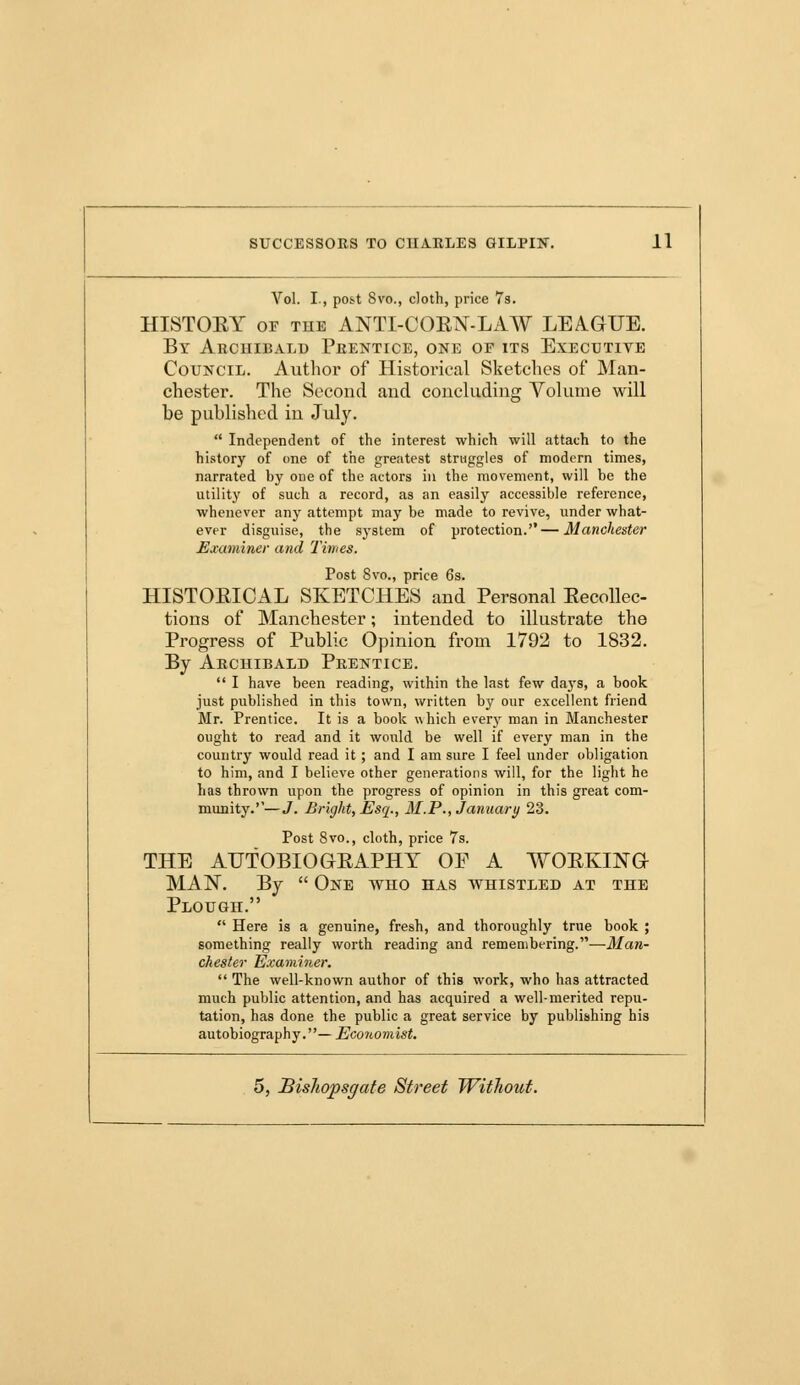 SUCCESSORS TO CHARLES GILPIN. 11
Vol. I., post 8vo., cloth, price 7s.
HISTORY OF THE ANTI-CORN-LAW LEAGUE.
By Archibald Prentice, one of its Executive
Council. Author of Historical Sketches of Man-
chester. The Second and concluding Volume will
be published in July.
“ Independent of the interest which will attach to the
history of one of the greatest struggles of modern times,
narrated by one of the actors in the movement, will be the
utility of such a record, as an easily accessible reference,
whenever any attempt may be made to revive, under what-
ever disguise, the system of protection.”—Manchester
Examiner and Times.
Post 8vo., price 6s.
HISTORICAL SKETCHES and Personal Recollec-
tions of Manchester; intended to illustrate the
Progress of Public Opinion from 1792 to 1832.
By Archibald Prentice.
“ I have been reading, within the last few days, a book
just published in this town, written by our excellent friend
Mr. Prentice. It is a book which every man in Manchester
ought to read and it would be well if every man in the
country would read it ; and I am sure I feel under obligation
to him, and I believe other generations will, for the light he
has thrown upon the progress of opinion in this great com-
munity.”—J. Bright, Esq., M.P., January 23.
Post 8vo., cloth, price 7s.
THE AUTOBIOGRAPHY OF A WORKING
MAN. By “ One who has whistled at the
Plough.”
“ Here is a genuine, fresh, and thoroughly true book ;
something really worth reading and remembering.”—Man-
chester Examiner.
“ The well-known author of this work, who has attracted
much public attention, and has acquired a well-merited repu-
tation, has done the public a great service by publishing his
autobiography.”—Economist.
5, Bishopsgate Street Without.